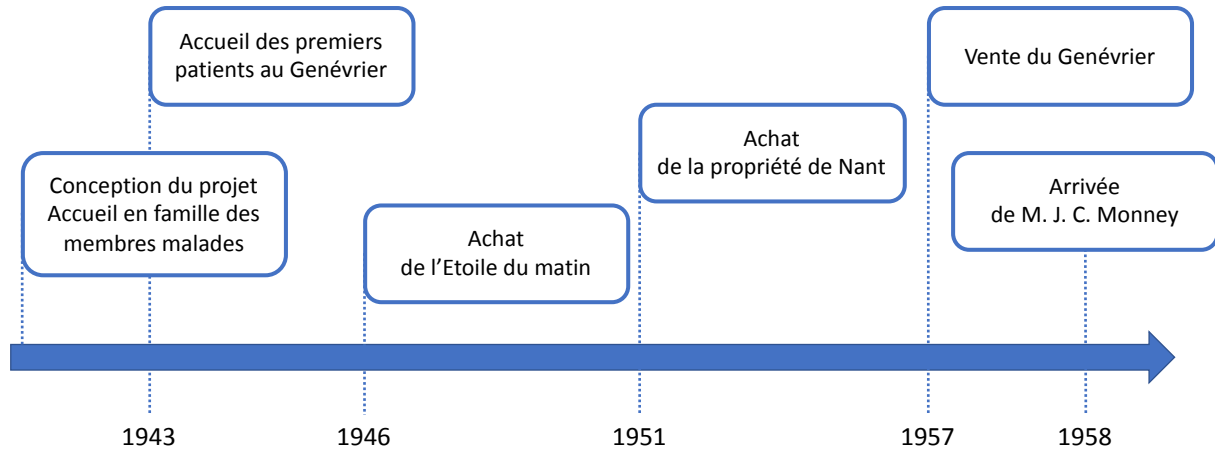 Accueil des premiers
patients au Genévrier
Vente du Genévrier
Achat
de la propriété de Nant
Conception du projet
Accueil en famille des
membres malades
Arrivée
de M. J. C. Monney
Achat
de l’Etoile du matin
1943
1946
1951
1957
1958